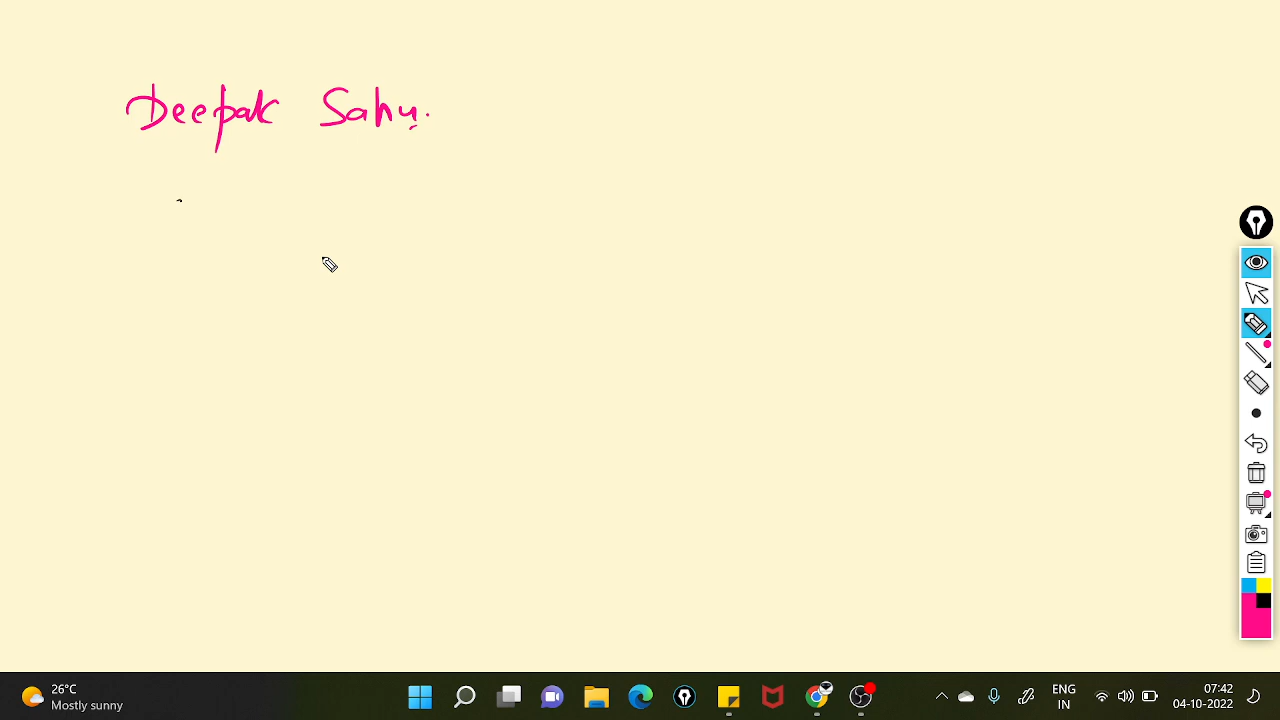 Deepak Sahu.
26°C
Mostly sunny
ENG
IN
07:42
04-10-2022